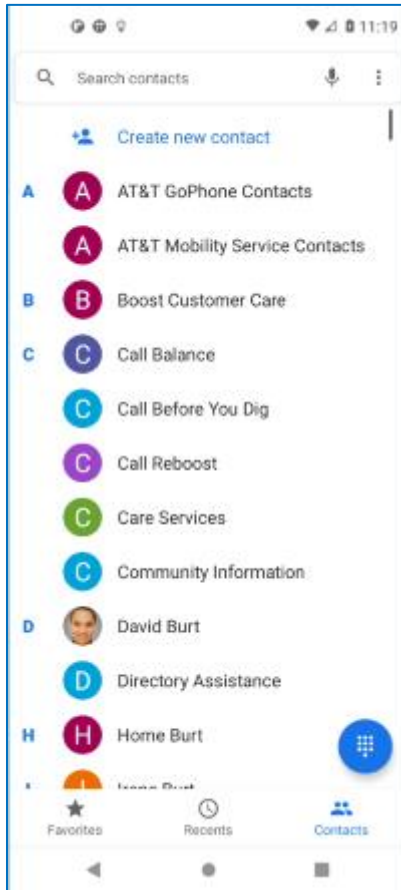 11:19
Search contacts
Create new contact
A
A
AT&T GoPhone Contacts
A
AT&T Mobility Service Contacts
B
B
Boost Customer Care
C
C
Call Balance
C
Call Before You Dig
C
Call Reboost
C
Care Services
C
Community Information
D
David Burt
D
Directory Assistance
H
H
Home Burt
Favorites
Recents
Contacts